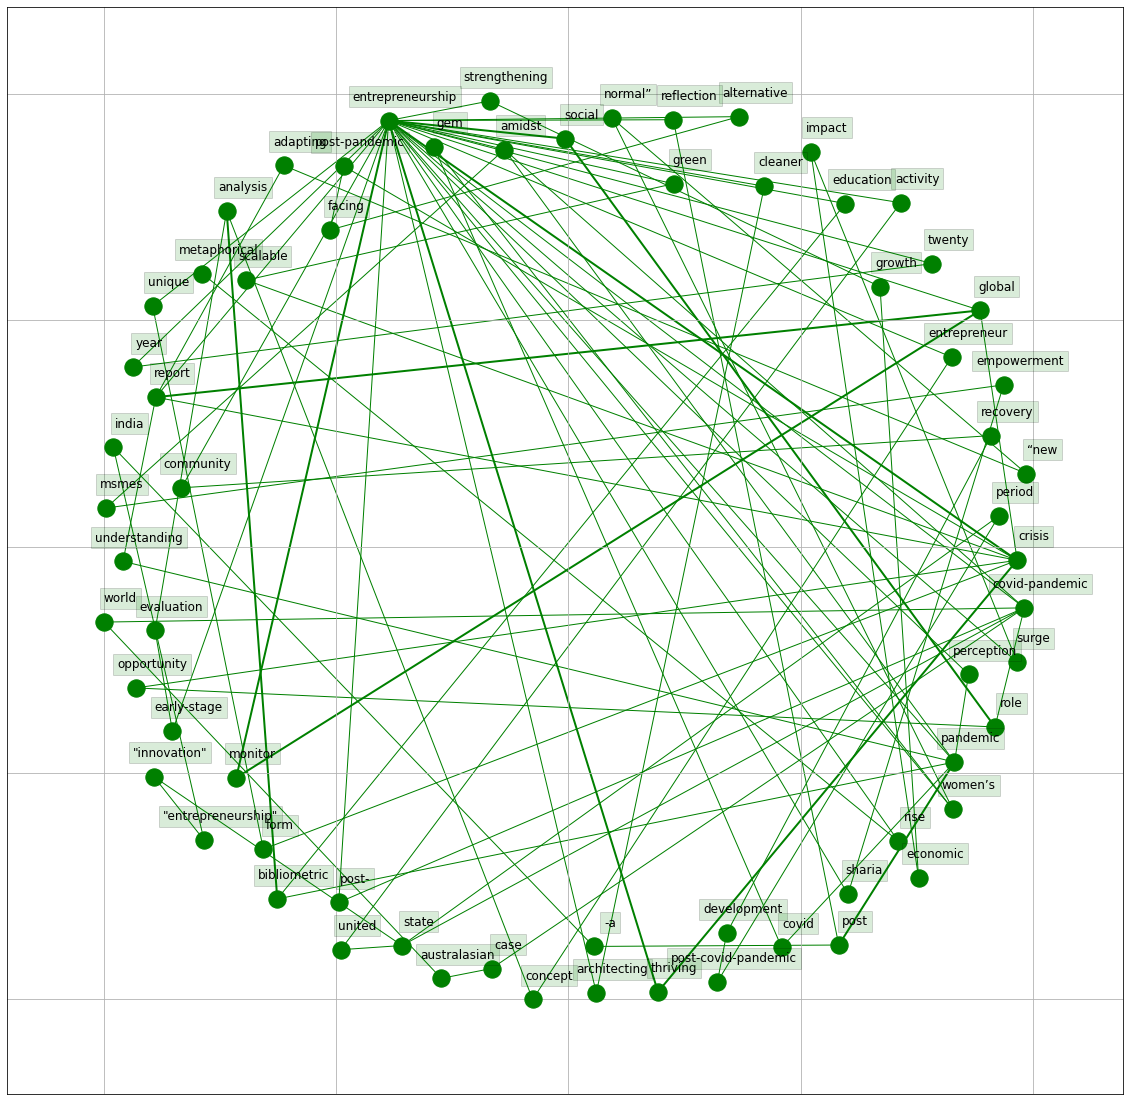 strengthening
entrepreneurship
normal”
reflection
alternative
social
gem
amidst
impact
adapting
post-pandemic
green
cleaner
education
activity
analysis
facing
metaphorical
scalable
twenty
growth
unique
global
year
entrepreneur
report
empowerment
india
recovery
community
“new
msmes
period
understanding
crisis
world
evaluation
covid-pandemic
opportunity
perception
surge
early-stage
role
"innovation"
monitor
pandemic
women’s
"entrepreneurship"
form
rise
economic
bibliometric
post-
sharia
united
state
-a
development
covid
post
australasian
case
concept
architecting
thriving
post-covid-pandemic